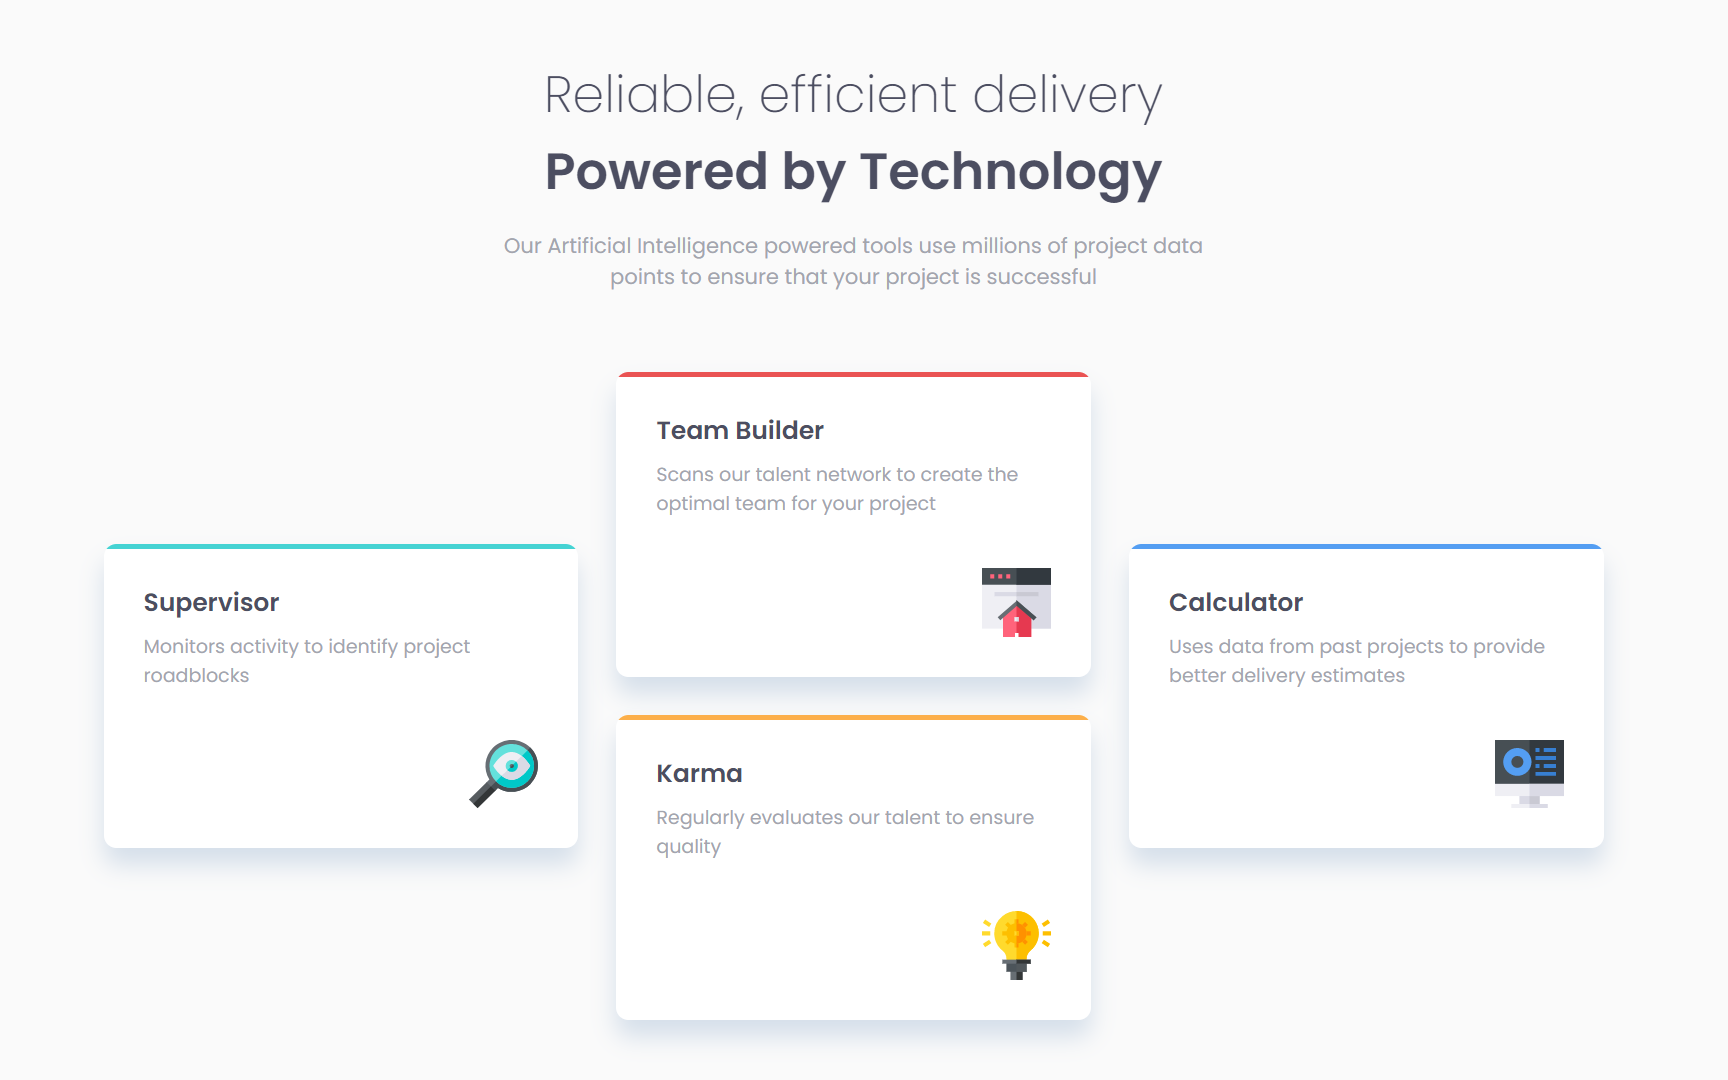 Reliable, efficient delivery
Powered by Technology
Our Artificial Intelligence powered tools use millions of project data
points to ensure that your project is successful
Supervisor
Monitors activity to identify project
roadblocks
Team Builder
Scans our talent network to create the
optimal team for your project
Karma
Regularly evaluates our talent to ensure
quality
Calculator
Uses data from past projects to provide
better delivery estimates